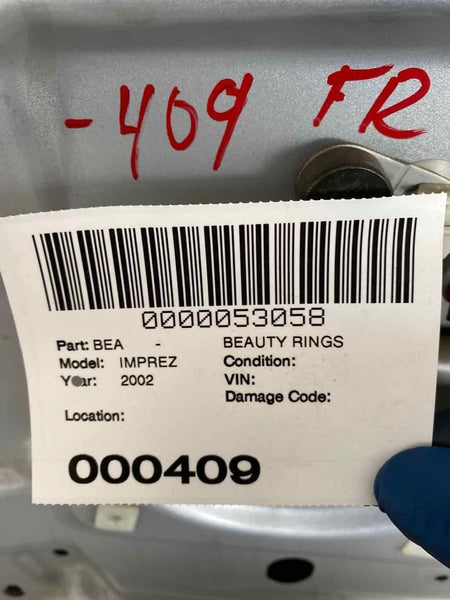 -409 FR
0000053058
Part: BEA - BEAUTY RINGS
Model: IMPREZ Condition:
Year: 2002 VIN:
Damage Code:
Location:
000409